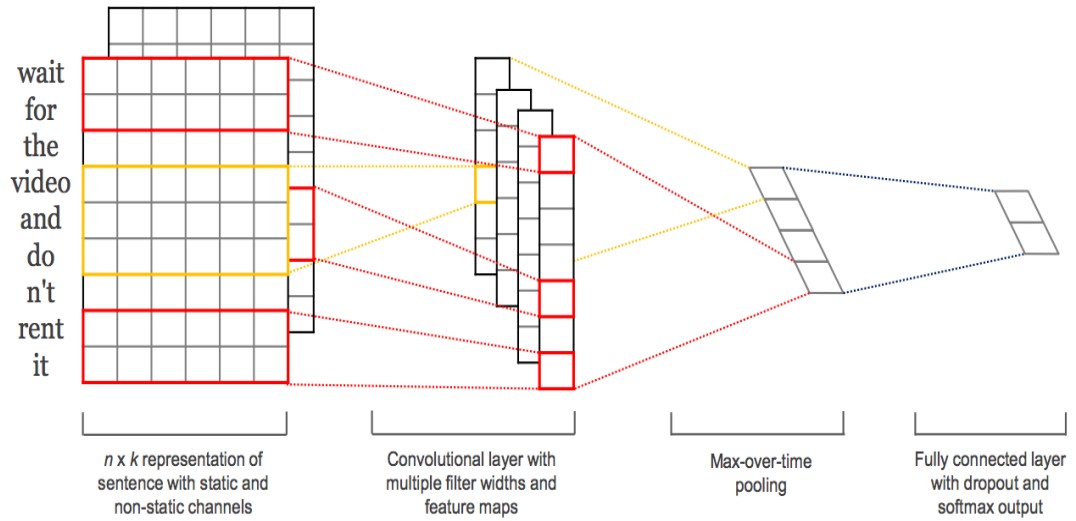 wait
for
the
video
and
do
n't
rent
it
n x k representation of
sentence with static and
non-static channels
Convolutional layer with
multiple filter widths and
feature maps
Max-over-time
pooling
Fully connected layer
with dropout and
softmax output